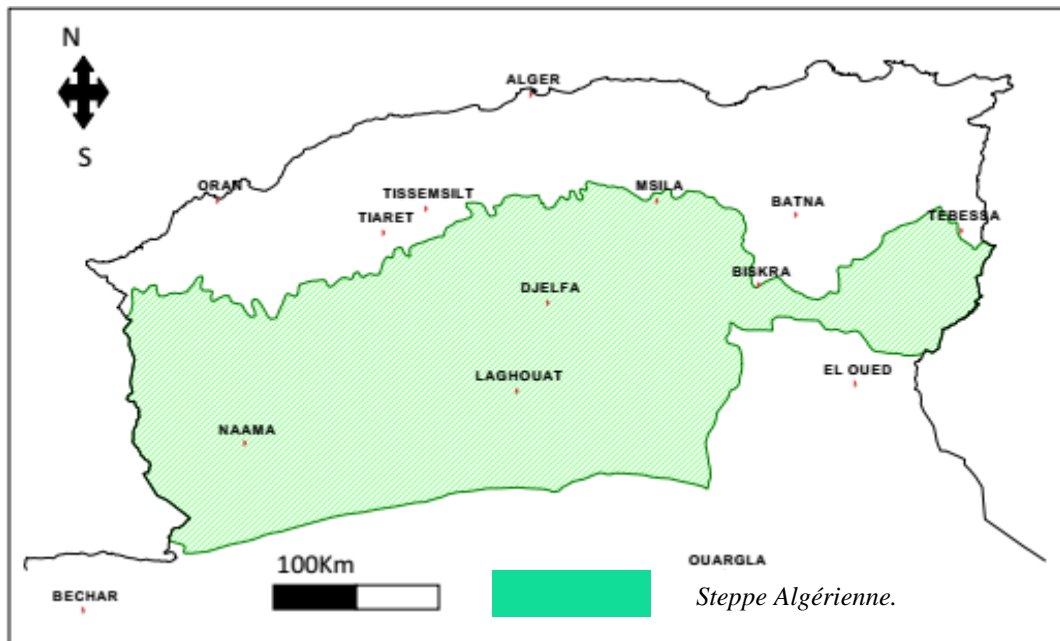 N
S
ALGER
ORAN
TISSEMSILT
TIARET
MSILA
BATNA
TEBESSA
BISKRA
DJELFA
LAGHOUAT
EL OUED
NAAMA
OUARGLA
BECHAR
100Km
Steppe Algérienne.